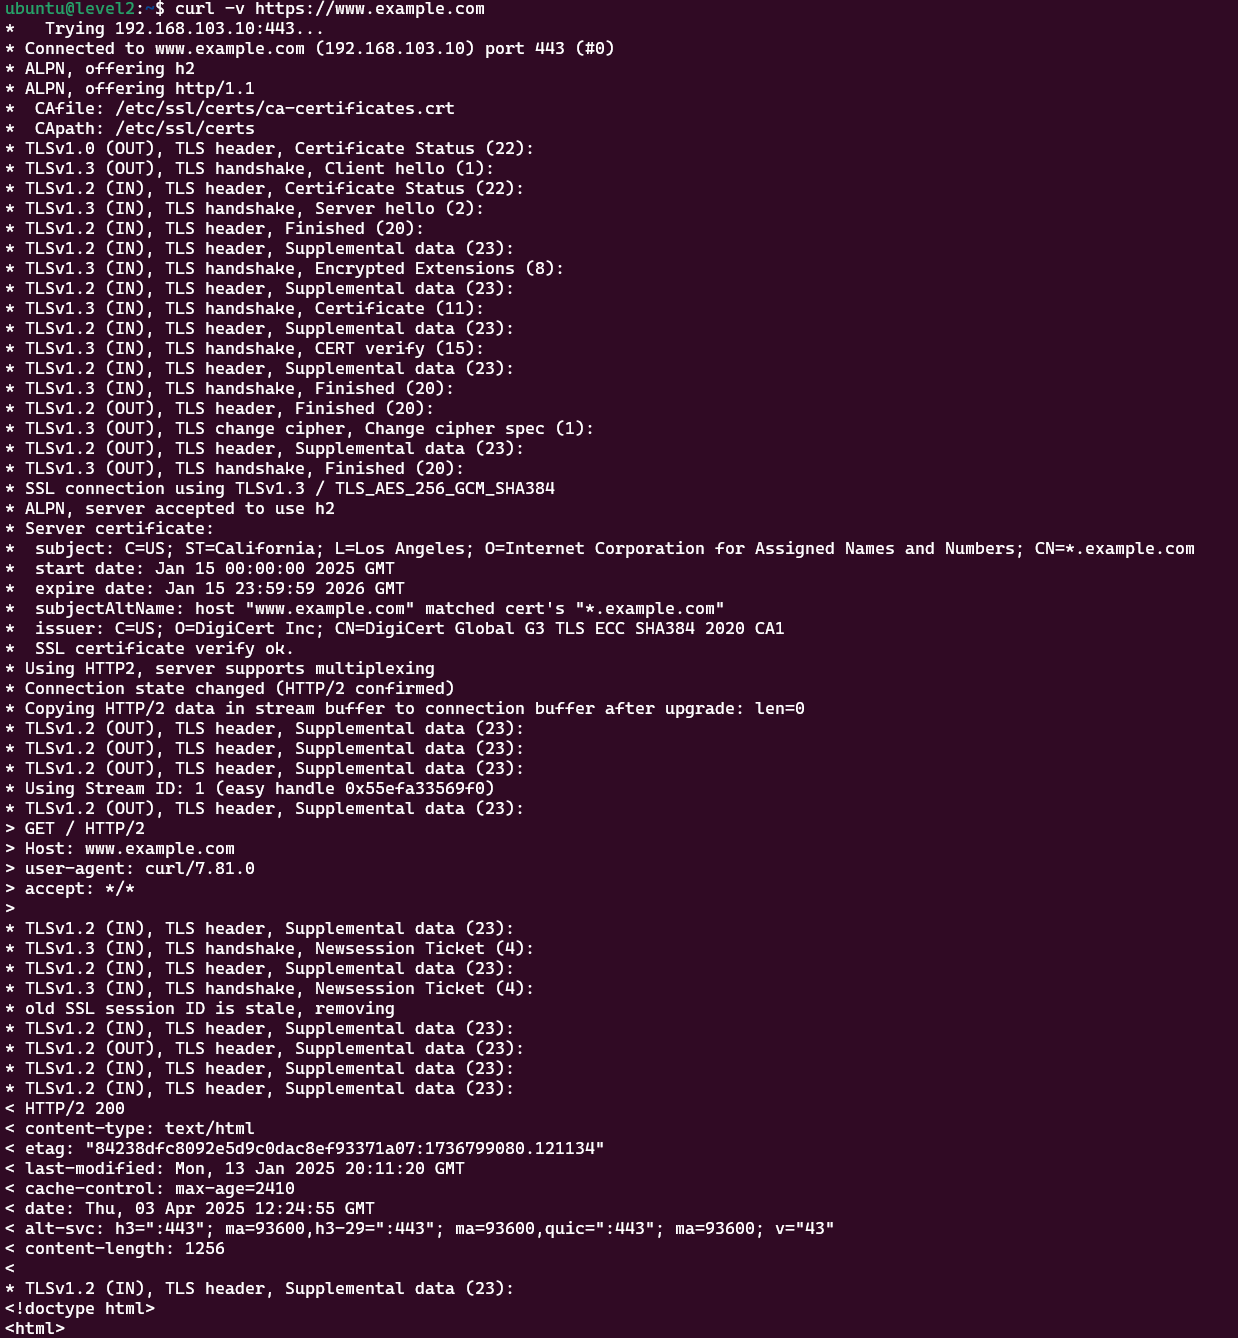 ubuntu@level2:~$ curl -v https://www.example.com
*   Trying 192.168.103.10:443...
* Connected to www.example.com (192.168.103.10) port 443 (#0)
* ALPN, offering h2
* ALPN, offering http/1.1
*  CAfile: /etc/ssl/certs/ca-certificates.crt
*  CApath: /etc/ssl/certs
* TLSv1.0 (OUT), TLS header, Certificate Status (22):
* TLSv1.3 (OUT), TLS handshake, Client hello (1):
* TLSv1.2 (IN), TLS header, Certificate Status (22):
* TLSv1.3 (IN), TLS handshake, Server hello (2):
* TLSv1.2 (IN), TLS header, Finished (20):
* TLSv1.2 (IN), TLS header, Supplemental data (23):
* TLSv1.3 (IN), TLS handshake, Encrypted Extensions (8):
* TLSv1.2 (IN), TLS header, Supplemental data (23):
* TLSv1.3 (IN), TLS handshake, Certificate (11):
* TLSv1.2 (IN), TLS header, Supplemental data (23):
* TLSv1.3 (IN), TLS handshake, CERT verify (15):
* TLSv1.2 (IN), TLS header, Supplemental data (23):
* TLSv1.3 (IN), TLS handshake, Finished (20):
* TLSv1.2 (OUT), TLS header, Finished (20):
* TLSv1.3 (OUT), TLS change cipher, Change cipher spec (1):
* TLSv1.2 (OUT), TLS header, Supplemental data (23):
* TLSv1.3 (OUT), TLS handshake, Finished (20):
* SSL connection using TLSv1.3 / TLS_AES_256_GCM_SHA384
* ALPN, server accepted to use h2
* Server certificate:
*  subject: C=US; ST=California; L=Los Angeles; O=Internet Corporation for Assigned Names and Numbers; CN=*.example.com
*  start date: Jan 15 00:00:00 2025 GMT
*  expire date: Jan 15 23:59:59 2026 GMT
*  subjectAltName: host "www.example.com" matched cert's "*.example.com"
*  issuer: C=US; O=DigiCert Inc; CN=DigiCert Global G3 TLS ECC SHA384 2020 CA1
*  SSL certificate verify ok.
* Using HTTP2, server supports multiplexing
* Connection state changed (HTTP/2 confirmed)
* Copying HTTP/2 data in stream buffer to connection buffer after upgrade: len=0
* TLSv1.2 (OUT), TLS header, Supplemental data (23):
* TLSv1.2 (OUT), TLS header, Supplemental data (23):
* TLSv1.2 (OUT), TLS header, Supplemental data (23):
* Using Stream ID: 1 (easy handle 0x55efa33569f0)
* TLSv1.2 (OUT), TLS header, Supplemental data (23):
> GET / HTTP/2
> Host: www.example.com
> user-agent: curl/7.81.0
> accept: */*
>
* TLSv1.2 (IN), TLS header, Supplemental data (23):
* TLSv1.3 (IN), TLS handshake, Newsession Ticket (4):
* TLSv1.2 (IN), TLS header, Supplemental data (23):
* TLSv1.3 (IN), TLS handshake, Newsession Ticket (4):
* old SSL session ID is stale, removing
* TLSv1.2 (IN), TLS header, Supplemental data (23):
* TLSv1.2 (OUT), TLS header, Supplemental data (23):
* TLSv1.2 (IN), TLS header, Supplemental data (23):
* TLSv1.2 (IN), TLS header, Supplemental data (23):
< HTTP/2 200
< content-type: text/html
< etag: "84238dfc8092e5d9c0dac8ef93371a07:1736799080.121134"
< last-modified: Mon, 13 Jan 2025 20:11:20 GMT
< cache-control: max-age=2410
< date: Thu, 03 Apr 2025 12:24:55 GMT
< alt-svc: h3=":443"; ma=93600,h3-29=":443"; ma=93600,quic=":443"; ma=93600; v="43"
< content-length: 1256
<
* TLSv1.2 (IN), TLS header, Supplemental data (23):
<!doctype html>
<html>